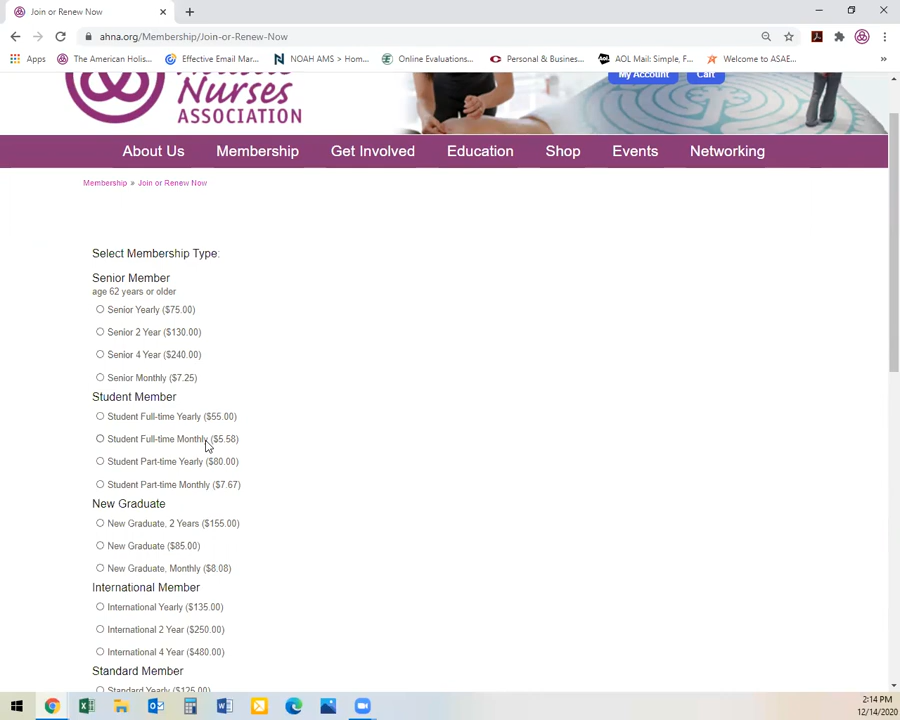 Join or Renew Now
ahna.org/Membership/Join-or-Renew-Now
Apps
The American Holis...
Effective Email Mar...
NOAH AMS > Hom...
Online Evaluations...
Personal & Business...
AOL Mail: Simple, F...
Welcome to ASAE...
»
Nurses
ASSOCIATION
My Account
Cart
About Us
Membership
Get Involved
Education
Shop
Events
Networking
Membership » Join or Renew Now
Select Membership Type:
Senior Member
age 62 years or older
Senior Yearly ($75.00)
Senior 2 Year ($130.00)
Senior 4 Year ($240.00)
Senior Monthly ($7.25)
Student Member
Student Full-time Yearly ($55.00)
Student Full-time Monthly ($5.58)
Student Part-time Yearly ($80.00)
Student Part-time Monthly ($7.67)
New Graduate
New Graduate, 2 Years ($155.00)
New Graduate ($85.00)
New Graduate, Monthly ($8.08)
International Member
International Yearly ($135.00)
International 2 Year ($250.00)
International 4 Year ($480.00)
Standard Member
Standard Yearly ($125.00)
2:14 PM
12/14/2020